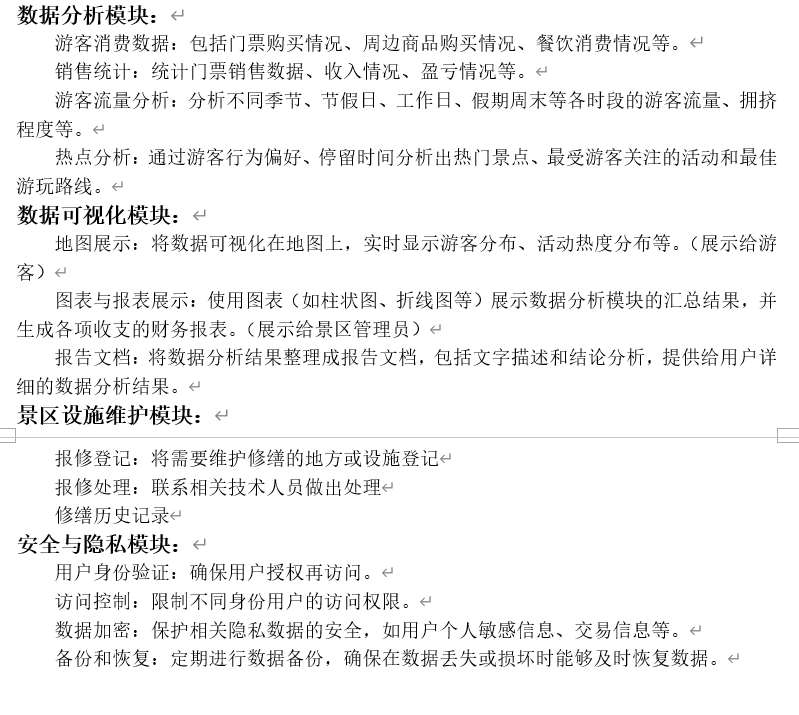 数据分析模块：
游客消费数据：包括门票购买情况、周边商品购买情况、餐饮消费情况等。
销售统计：统计门票销售数据、收入情况、盈亏情况等。
游客流量分析：分析不同季节、节假日、工作日、假期周末等各时段的游客流量、拥挤
程度等。
热点分析：通过游客行为偏好、停留时间分析出热门景点、最受游客关注的活动和最佳
游玩路线。
数据可视化模块：
地图展示：将数据可视化在地图上，实时显示游客分布、活动热度分布等。（展示给游
客）
图表与报表展示：使用图表（如柱状图、折线图等）展示数据分析模块的汇总结果，并
生成各项收支的财务报表。（展示给景区管理员）
报告文档：将数据分析结果整理成报告文档，包括文字描述和结论分析，提供给用户详
细的数据分析结果。
景区设施维护模块：
报修登记：将需要维护修缮的地方或设施登记
报修处理：联系相关技术人员做出处理
修缮历史记录
安全与隐私模块：
用户身份验证：确保用户授权再访问。
访问控制：限制不同身份用户的访问权限。
数据加密：保护相关隐私数据的安全，如用户个人敏感信息、交易信息等。
备份和恢复：定期进行数据备份，确保在数据丢失或损坏时能够及时恢复数据。